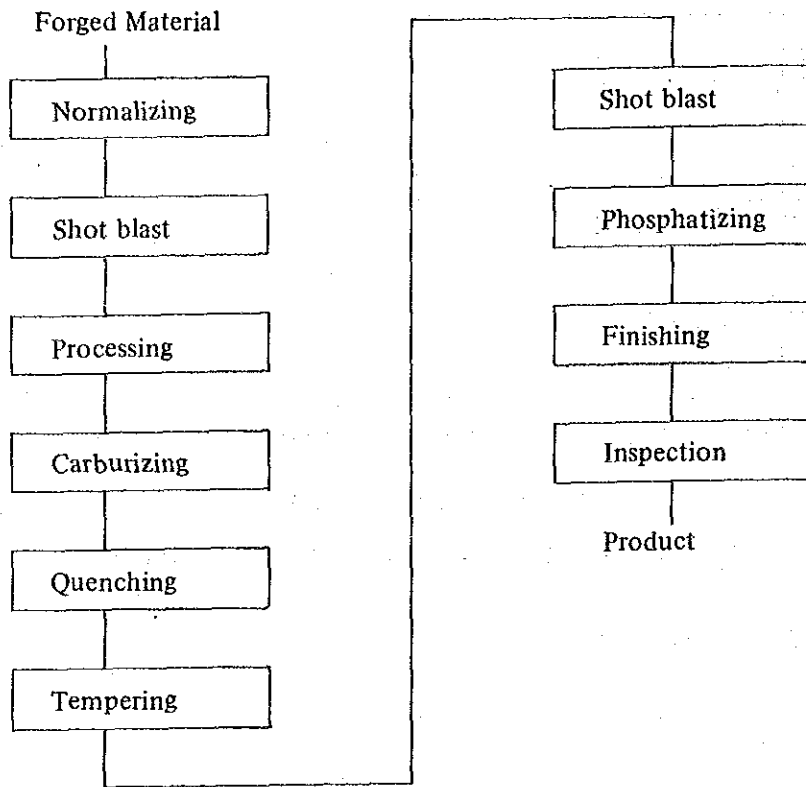 Forged Material
Normalizing
Shot blast
Processing
Carburizing
Quenching
Tempering
Shot blast
Phosphatizing
Finishing
Inspection
Product